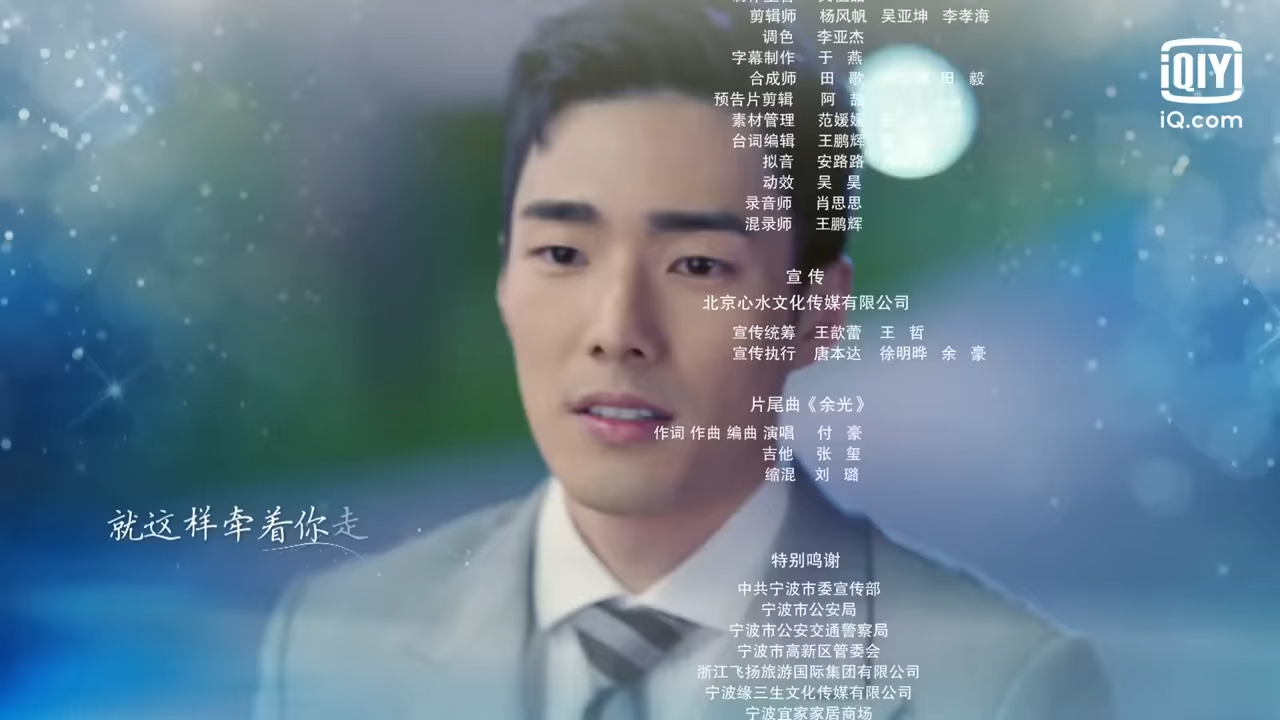 剪辑师 杨风帆 吴亚坤 李孝海
调色 李亚杰
字幕制作 于 燕
合成师 田 歌 田 毅
预告片剪辑 阿 喆
素材管理 范媛媛
台词编辑 王鹏辉
拟音 安路路
动效 吴 昊
录音师 肖思思
混录师 王鹏辉
iQIYI
iQ.com
宣 传
北京心水文化传媒有限公司
宣传统筹 王歆蕾 王 哲
宣传执行 唐本达 徐明晔 余 豪
片尾曲《余光》
作词 作曲 编曲 演唱 付 豪
吉他 张 玺
缩混 刘 璐
就这样牵着你走
特别鸣谢
中共宁波市委宣传部
宁波市公安局
宁波市公安交通警察局
宁波市高新区管委会
浙江飞扬旅游国际集团有限公司
宁波缘三生文化传媒有限公司
宁波宜家家居商场